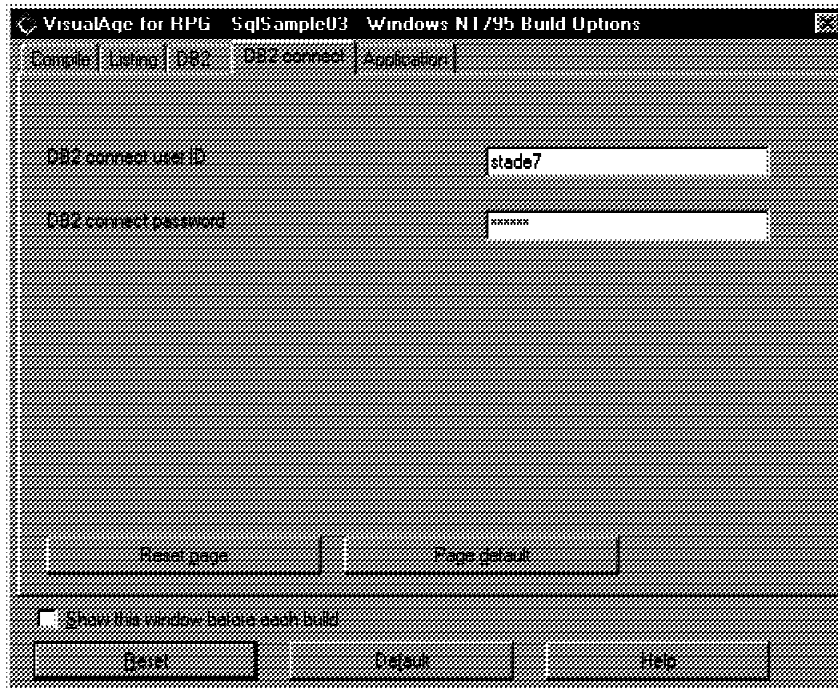 VisualAge for RPG SqlSample03 Windows NT/95 Build Options
Compile Listing DB2 DB2 connect Application
DB2 connect user ID stade7
DB2 connect password ******
Reset page Page default
Show this window before each build
Reset Default Help